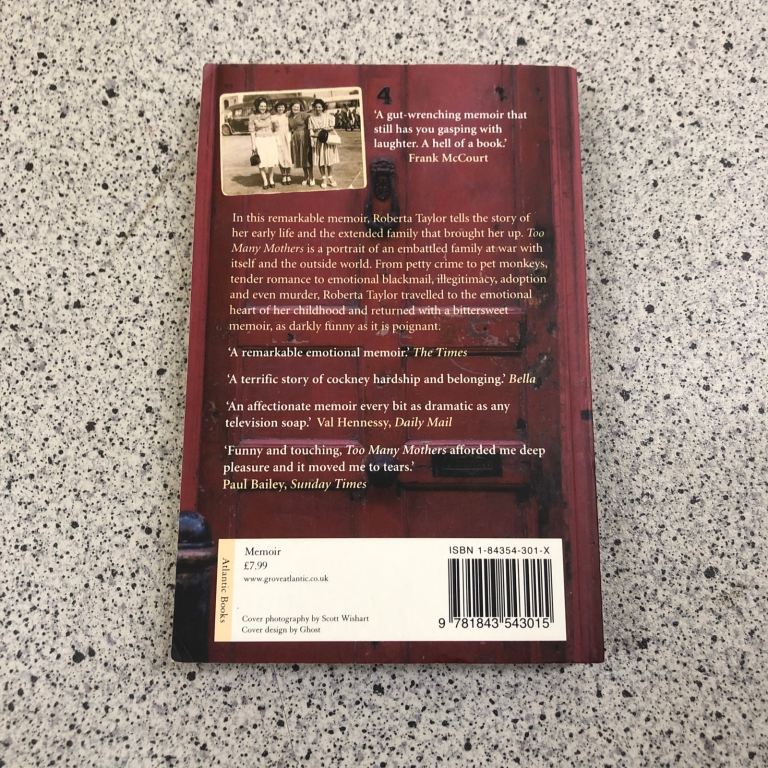 4
'A gut-wrenching memoir that
still has you gasping with
laughter. A hell of a book.'
Frank McCourt
In this remarkable memoir, Roberta Taylor tells the story of
her early life and the extended family that brought her up. Too
Many Mothers is a portrait of an embattled family at war with
itself and the outside world. From petty crime to pet monkeys,
tender romance to emotional blackmail, illegitimacy, adoption
and even murder, Roberta Taylor travelled to the emotional
heart of her childhood and returned with a bittersweet
memoir, as darkly funny as it is poignant.
'A remarkable emotional memoir.' The Times
'A terrific story of cockney hardship and belonging.' Bella
'An affectionate memoir every bit as dramatic as any
television soap.' Val Hennessy, Daily Mail
'Funny and touching, Too Many Mothers afforded me deep
pleasure and it moved me to tears.'
Paul Bailey, Sunday Times
Atlantic Books
Memoir
£7.99
www.groveatlantic.co.uk
Cover photography by Scott Wishart
Cover design by Ghost
ISBN 1-84354-301-X
9 781843 543015